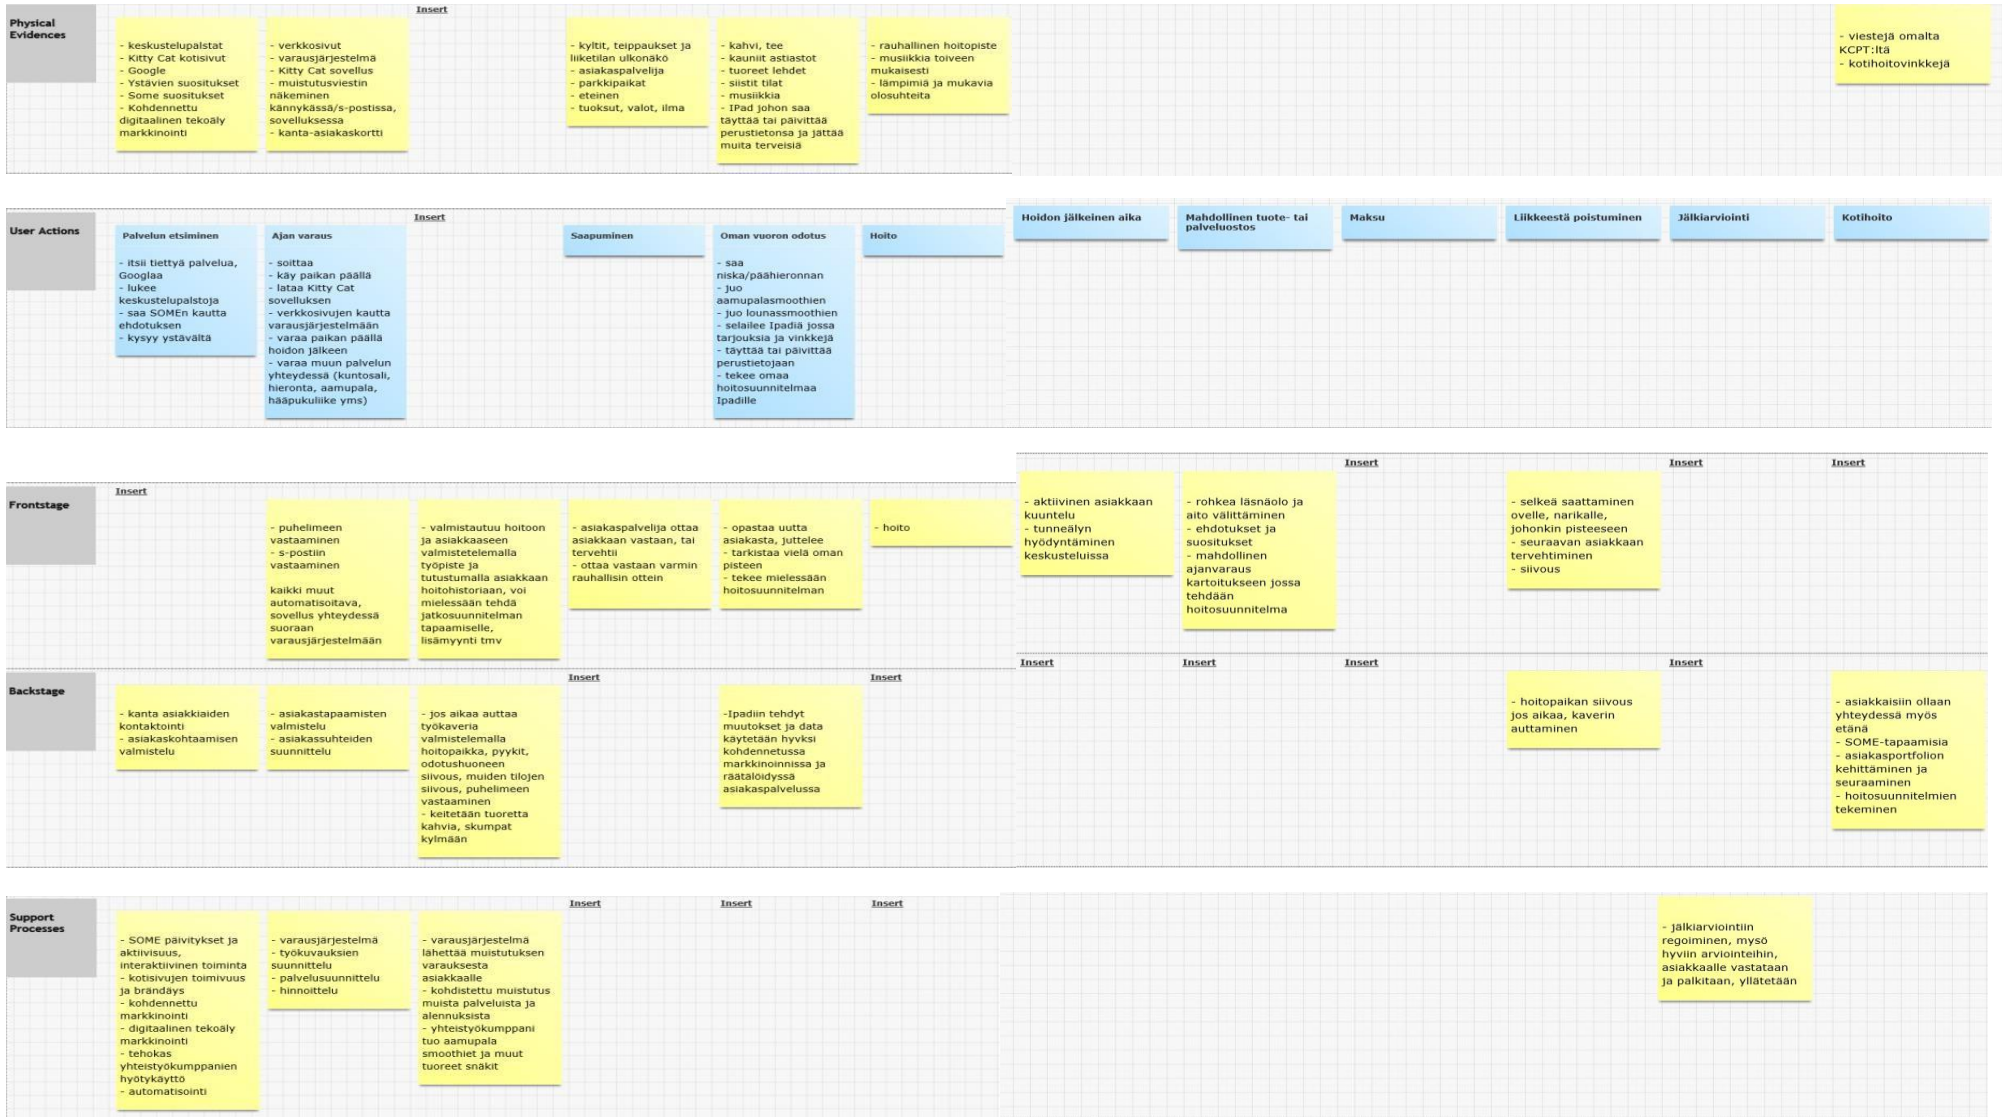 Physical
Evidences
- keskustelupalstat
- Kitty Cat kotisivut
- Google
- Ystävien suositukset
- Some suositukset
- Kohdennettu
digitaalinen tekoäly
markkinointi
- verkkosivut
- varausjärjestelmä
- Kitty Cat sovellus
- muistutusviestin
näkeminen
kännykässä/s-postissa,
sovelluksessa
- kanta-asiakaskortti
Insert
- kyltit, teippaukset ja
liiketilan ulkonäkö
- asiakaspalvelija
- parkkipaikat
- eteinen
- tuoksut, valot, ilma
- kahvi, tee
- kauniit astiastot
- tuoreet lehdet
- siistit tilat
- musiikkia
- IPad johon saa
täyttää tai päivittää
perustietonsa ja jättää
muita terveisiä
- rauhallinen hoitopiste
- musiikkia toiveen
mukaisesti
- lämpimiä ja mukavia
olosuhteita
- viestejä omalta
KCPT:ltä
- kotihoitovinkkejä
User Actions
Palvelun etsiminen
- itsii tiettyä palvelua,
Googlaa
- lukee
keskustelupalstoja
- saa SOMEn kautta
ehdotuksen
- kysyy ystävältä
Ajan varaus
- soittaa
- käy paikan päällä
- lataa Kitty Cat
sovelluksen
- verkkosivujen kautta
varausjärjestelmään
- varaa paikan päällä
hoidon jälkeen
- varaa muun palvelun
yhteydessä (kuntosali,
hieronta, aamupala,
hääpukuliike yms)
Insert
Saapuminen
Oman vuoron odotus
- saa
niska/päähieronnan
- juo
aamupalasmoothien
- juo lounassmoothien
- selailee Ipadiä jossa
tarjouksia ja vinkkejä
- täyttää tai päivittää
perustietojaan
- tekee omaa
hoitosuunnitelmaa
Ipadille
Hoito
Hoidon jälkeinen aika
Mahdollinen tuote- tai
palveluostos
Maksu
Liikkeestä poistuminen
Jälkiarviointi
Kotihoito
Frontstage
Insert
- puhelimeen
vastaaminen
- s-postiin
vastaaminen
kaikki muut
automatisoitava,
sovellus yhteydessä
suoraan
varausjärjestelmään
- valmistautuu hoitoon
ja asiakkaaseen
valmistetelemalla
työpiste ja
tutustumalla asiakkaan
hoitohistoriaan, voi
mielessään tehdä
jatkosuunnitelman
tapaamiselle,
lisämyynti tmv
- asiakaspalvelija ottaa
asiakkaan vastaan, tai
tervehtii
- ottaa vastaan varmin
rauhallisin ottein
- opastaa uutta
asiakasta, juttelee
- tarkistaa vielä oman
pisteen
- tekee mielessään
hoitosuunnitelman
- hoito
- aktiivinen asiakkaan
kuuntelu
- tunneälyn
hyödyntäminen
keskusteluissa
- rohkea läsnäolo ja
aito välittäminen
- ehdotukset ja
suositukset
- mahdollinen
ajanvaraus
kartoitukseen jossa
tehdään
hoitosuunnitelma
Insert
- selkeä saattaminen
ovelle, narikalle,
johonkin pisteeseen
- seuraavan asiakkaan
tervehtiminen
- siivous
Insert
Insert
Backstage
- kanta asiakkiaiden
kontaktointi
- asiakaskohtaamisen
valmistelu
- asiakastapaamisten
valmistelu
- asiakassuhteiden
suunnittelu
- jos aikaa auttaa
työkaveria
valmistelemalla
hoitopaikka, pyykit,
odotushuoneen
siivous, muiden tilojen
siivous, puhelimeen
vastaaminen
- keitetään tuoretta
kahvia, skumpat
kylmään
Insert
-Ipadiin tehdyt
muutokset ja data
käytetään hyvksi
kohdennetussa
markkinoinnissa ja
räätälöidyssä
asiakaspalvelussa
Insert
Insert
Insert
Insert
- hoitopaikan siivous
jos aikaa, kaverin
auttaminen
Insert
- asiakkaisiin ollaan
yhteydessä myös
etänä
- SOME-tapaamisia
- asiakasportfolion
kehittäminen ja
seuraaminen
- hoitosuunnitelmien
tekeminen
Support
Processes
- SOME päivitykset ja
aktiivisuus,
interaktiivinen toiminta
- kotisivujen toimivuus
ja brändäys
- kohdennettu
markkinointi
- digitaalinen tekoäly
markkinointi
- tehokas
yhteistyökumppanien
hyötykäyttö
- automatisointi
- varausjärjestelmä
- työkuvauksien
suunnittelu
- palvelusuunnittelu
- hinnoittelu
- varausjärjestelmä
lähettää muistutuksen
varauksesta
asiakkaalle
- kohdistettu muistutus
muista palveluista ja
alennuksista
- yhteistyökumppani
tuo aamupala
smoothiet ja muut
tuoreet snäkit
Insert
Insert
Insert
- jälkiarviointiin
regoiminen, mysö
hyviin arviointeihin,
asiakkaalle vastataan
ja palkitaan, yllätetään